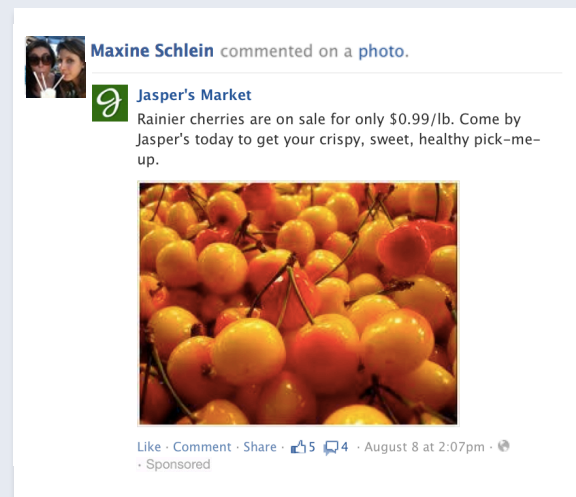 Maxine Schlein commented on a photo.
Jasper's Market
Rainier cherries are on sale for only $0.99/lb. Come by
Jasper's today to get your crispy, sweet, healthy pick-me-
up.
Like · Comment · Share · 5 4 · August 8 at 2:07pm ·
· Sponsored